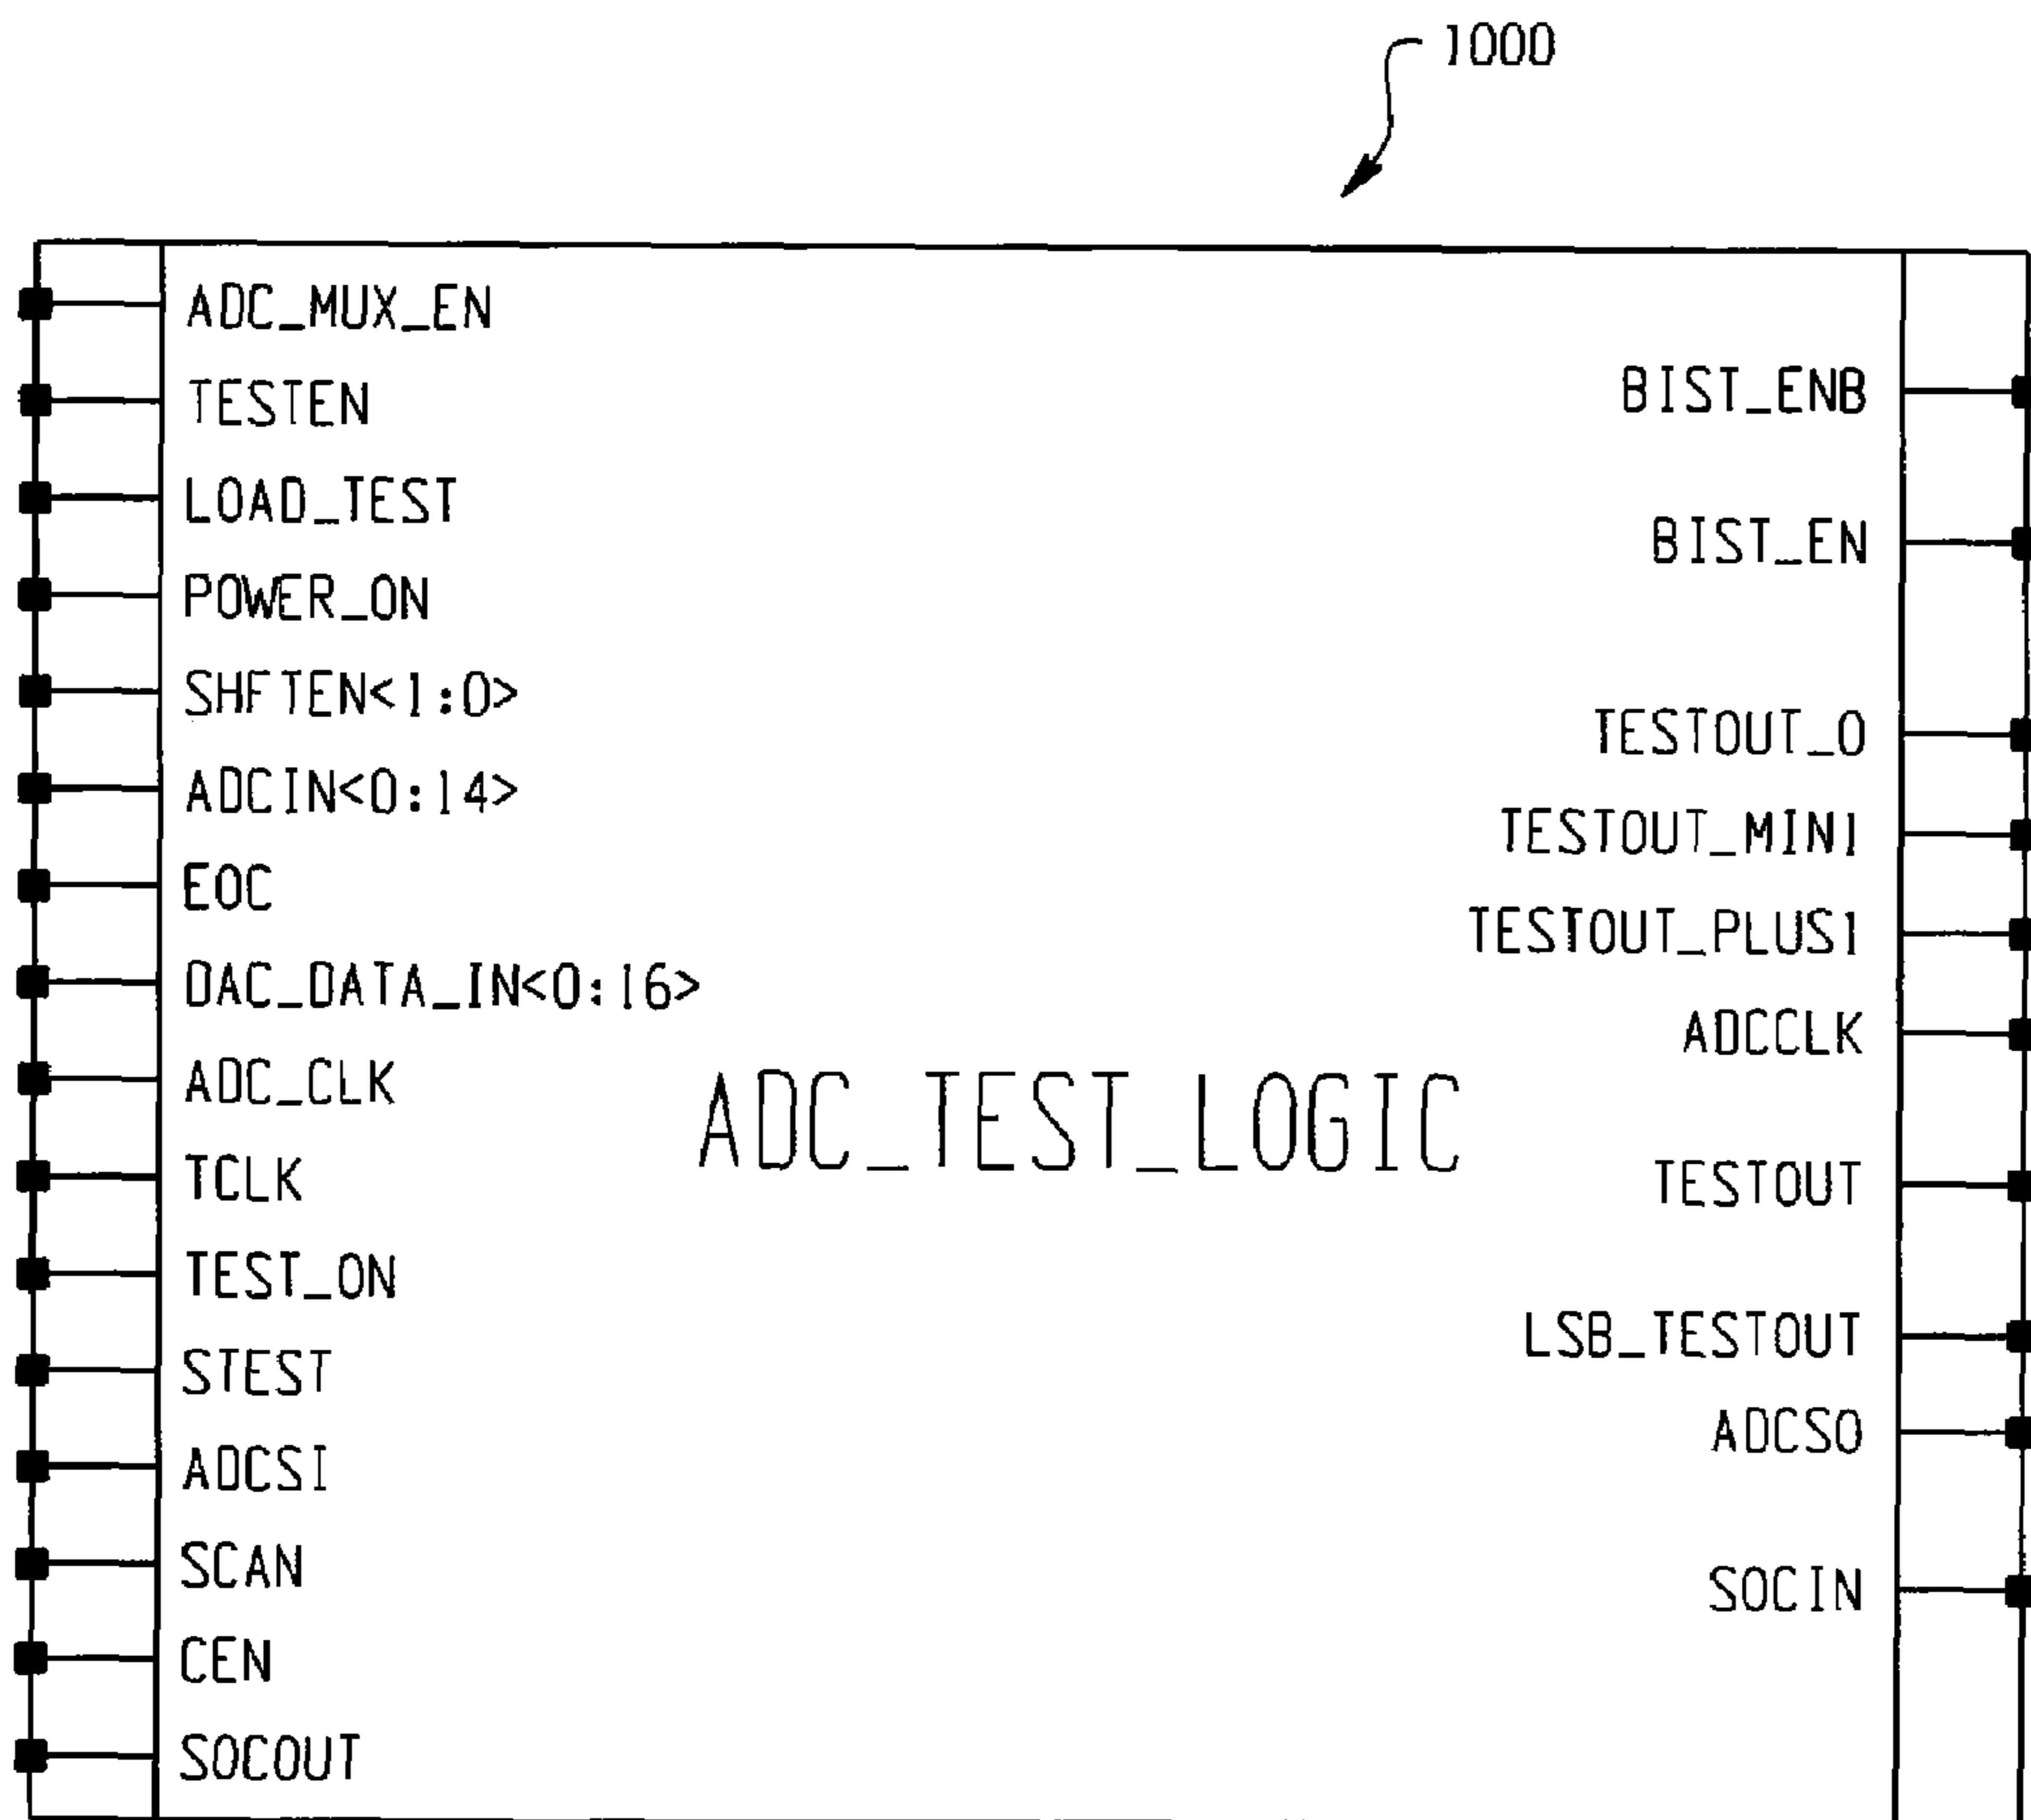 1000
ADC_MUX_EN
TESTEN
LOAD_TEST
POWER_ON
SHFTEN<1:0>
ADCIN<0:14>
EOC
DAC_DATA_IN<0:16>
ADC_CLK
TCLK
TEST_ON
STEST
ADCSI
SCAN
CEN
SOCOUT
ADC_TEST_LOGIC
BIST_ENB
BIST_EN
TESTOUT_0
TESTOUT_MIN1
TESTOUT_PLUS1
ADCCLK
TESTOUT
LSB_TESTOUT
ADCSO
SOCIN